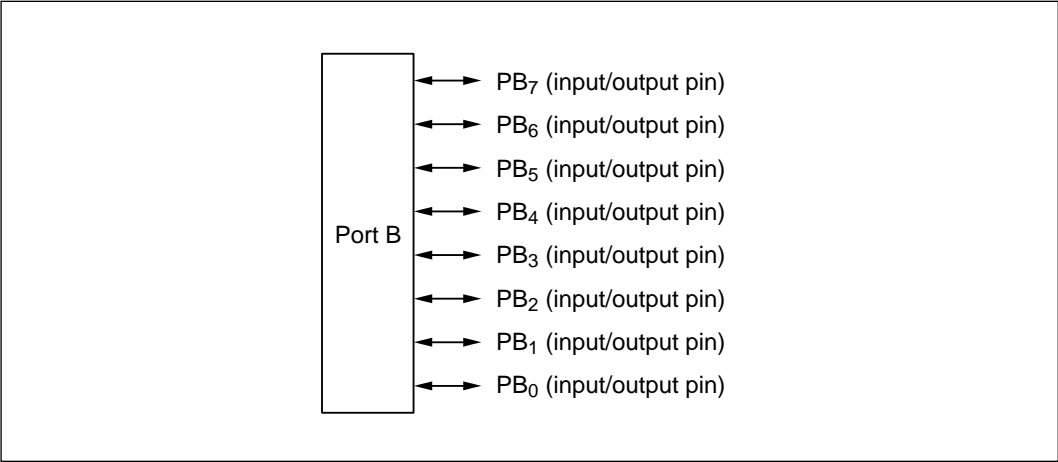 PB₇ (input/output pin)
PB₆ (input/output pin)
PB₅ (input/output pin)
PB₄ (input/output pin)
Port B
PB₃ (input/output pin)
PB₂ (input/output pin)
PB₁ (input/output pin)
PB₀ (input/output pin)